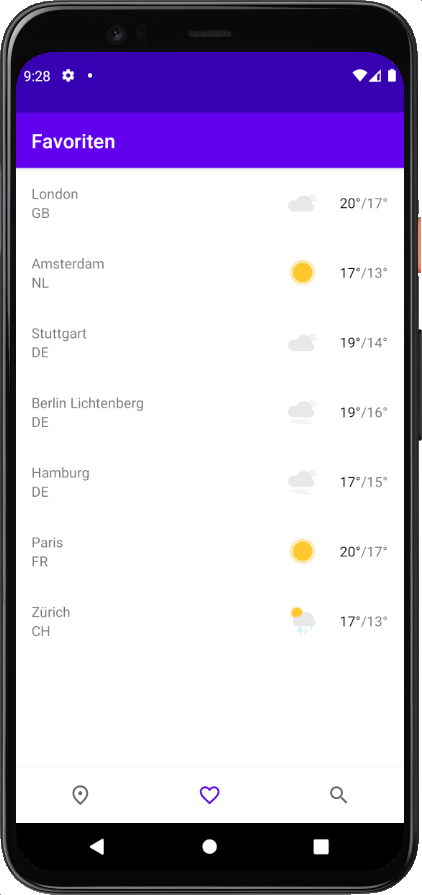 9:28
Favoriten
London
GB
20°/17°
Amsterdam
NL
17°/13°
Stuttgart
DE
19°/14°
Berlin Lichtenberg
DE
19°/16°
Hamburg
DE
17°/15°
Paris
FR
20°/17°
Zürich
CH
17°/13°